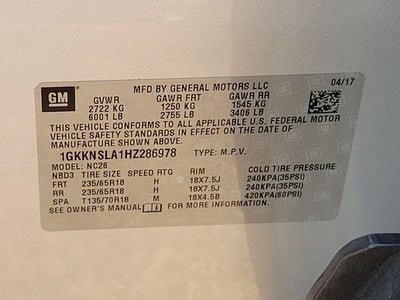 GM
MFD BY GENERAL MOTORS LLC 04/17
GVWR GAWR FRT GAWR RR
2722 KG 1250 KG 1545 KG
6001 LB 2755 LB 3406 LB
THIS VEHICLE CONFORMS TO ALL APPLICABLE U.S. FEDERAL MOTOR
VEHICLE SAFETY STANDARDS IN EFFECT ON THE DATE OF
MANUFACTURE SHOWN ABOVE.
1GKKNSLA1HZ286978 TYPE: M.P.V.
MODEL: NC26
NBD3 TIRE SIZE SPEED RTG RIM COLD TIRE PRESSURE
FRT 235/65R18 H 18X7.5J 240KPA(35PSI)
RR 235/65R18 H 18X7.5J 240KPA(35PSI)
SPA T135/70R18 M 18X4.5B 420KPA(60PSI)
SEE OWNER'S MANUAL FOR MORE INFORMATION.